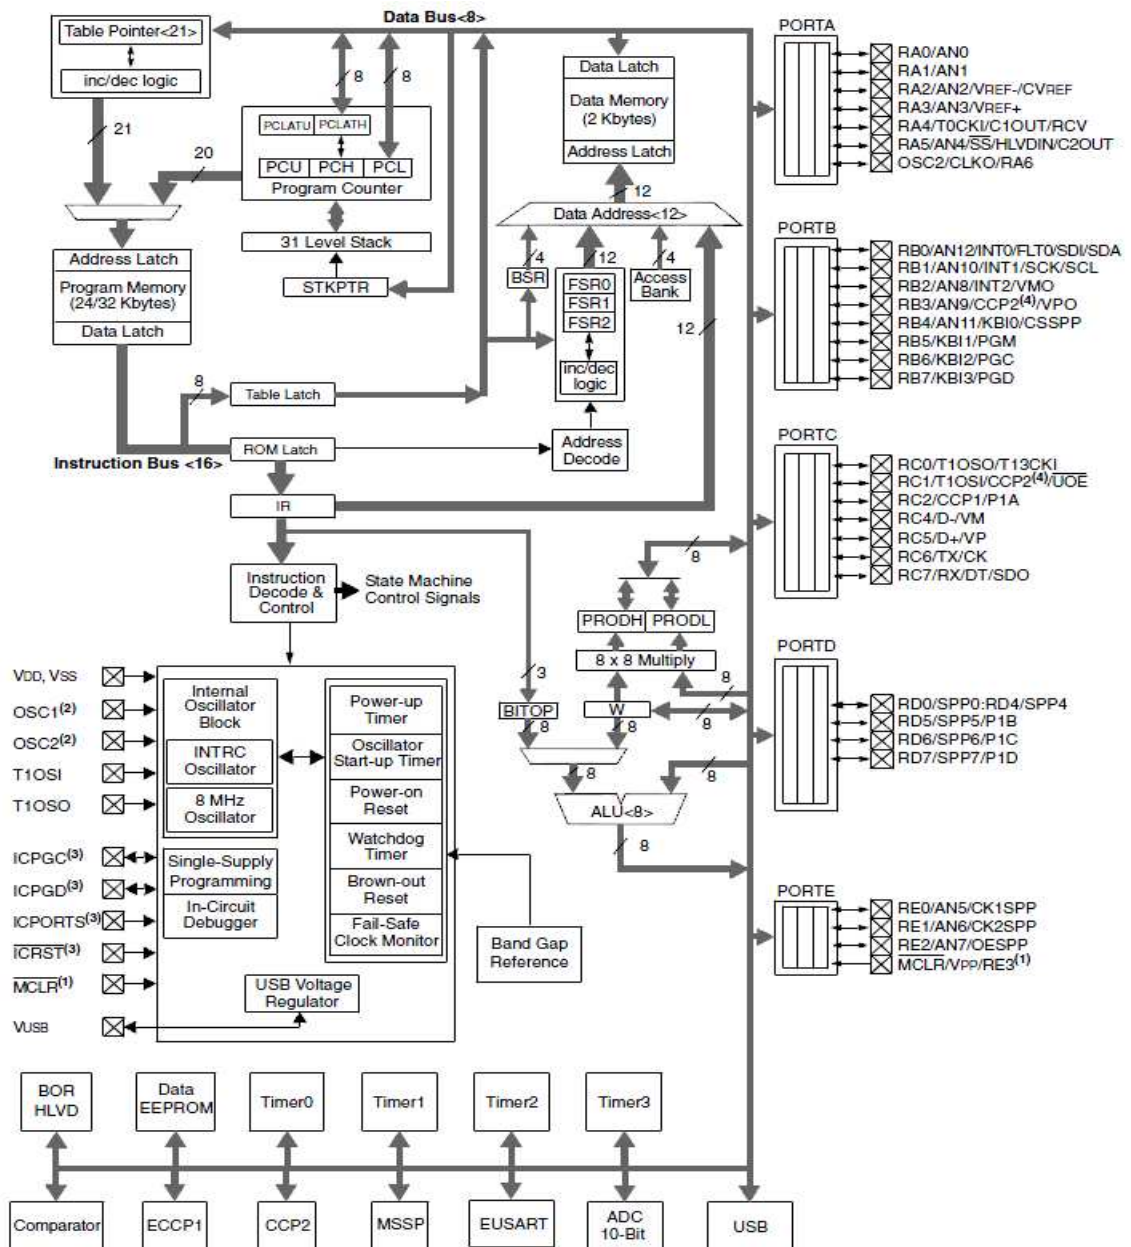 Data Bus<8>
Table Pointer<21>
inc/dec logic
21
20
8
8
PCLATU PCLATH
PCU PCH PCL
Program Counter
31 Level Stack
STKPTR
Address Latch
Program Memory
(24/32 Kbytes)
Data Latch
8
Table Latch
ROM Latch
Instruction Bus <16>
IR
Data Latch
Data Memory
(2 Kbytes)
Address Latch
12
Data Address<12>
4
12
4
BSR
FSR0
FSR1
FSR2
inc/dec
logic
Access
Bank
12
Address
Decode
Instruction
Decode &
Control
State Machine
Control Signals
8
PRODH PRODL
8 x 8 Multiply
3
8
BITOP
W
8
8
8
8
8
ALU<8>
8
VDD, VSS
OSC1(2)
OSC2(2)
T1OSI
T1OSO
ICPGC(3)
ICPGD(3)
ICPORTS(3)
ICRST(3)
MCLR(1)
VUSB
Internal
Oscillator
Block
INTRC
Oscillator
8 MHz
Oscillator
Single-Supply
Programming
In-Circuit
Debugger
Power-up
Timer
Oscillator
Start-up Timer
Power-on
Reset
Watchdog
Timer
Brown-out
Reset
Fail-Safe
Clock Monitor
USB Voltage
Regulator
Band Gap
Reference
PORTA
RA0/AN0
RA1/AN1
RA2/AN2/VREF-/CVREF
RA3/AN3/VREF+
RA4/T0CKI/C1OUT/RCV
RA5/AN4/SS/HLVDIN/C2OUT
OSC2/CLKO/RA6
PORTB
RB0/AN12/INT0/FLT0/SDI/SDA
RB1/AN10/INT1/SCK/SCL
RB2/AN8/INT2/VMO
RB3/AN9/CCP2(4)/VPO
RB4/AN11/KBI0/CSSPP
RB5/KBI1/PGM
RB6/KBI2/PGC
RB7/KBI3/PGD
PORTC
RC0/T1OSO/T13CKI
RC1/T1OSI/CCP2(4)/UOE
RC2/CCP1/P1A
RC4/D-/VM
RC5/D+/VP
RC6/TX/CK
RC7/RX/DT/SDO
PORTD
RD0/SPP0:RD4/SPP4
RD5/SPP5/P1B
RD6/SPP6/P1C
RD7/SPP7/P1D
PORTE
RE0/AN5/CK1SPP
RE1/AN6/CK2SPP
RE2/AN7/OESPP
MCLR/VPP/RE3(1)
BOR
HLVD
Data
EEPROM
Timer0
Timer1
Timer2
Timer3
Comparator
ECCP1
CCP2
MSSP
EUSART
ADC
10-Bit
USB